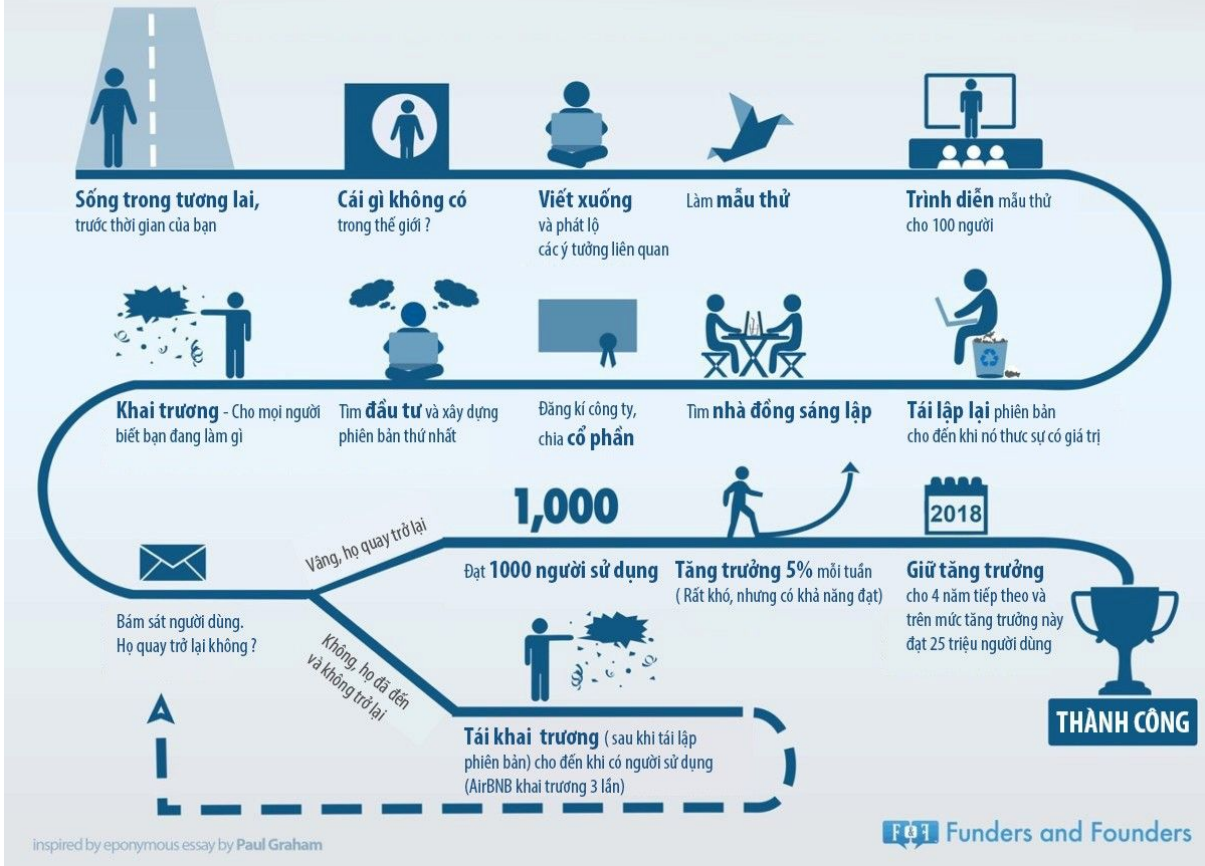 Sống trong tương lai,
trước thời gian của bạn
Cái gì không có
trong thế giới ?
Viết xuống
và phát lộ
các ý tưởng liên quan
Làm mẫu thử
Trình diễn mẫu thử
cho 100 người
Tái lập lại phiên bản
cho đến khi nó thưc sự có giá trị
Tìm nhà đồng sáng lập
Đăng kí công ty,
chia cổ phần
Tìm đầu tư và xây dựng
phiên bản thứ nhất
Khai trương - Cho mọi người
biết bạn đang làm gì
Bám sát người dùng.
Họ quay trở lại không ?
Vâng, họ quay trở lại
1,000
Đạt 1000 người sử dụng
Tăng trưởng 5% mỗi tuần
( Rất khó, nhưng có khả năng đạt)
2018
Giữ tăng trưởng
cho 4 năm tiếp theo và
trên mức tăng trưởng này
đạt 25 triệu người dùng
THÀNH CÔNG
Không, họ đã đến
và không trở lại
Tái khai trương ( sau khi tái lập
phiên bản) cho đến khi có người sử dụng
(AirBNB khai trương 3 lần)
inspired by eponymous essay by Paul Graham
F&F Funders and Founders